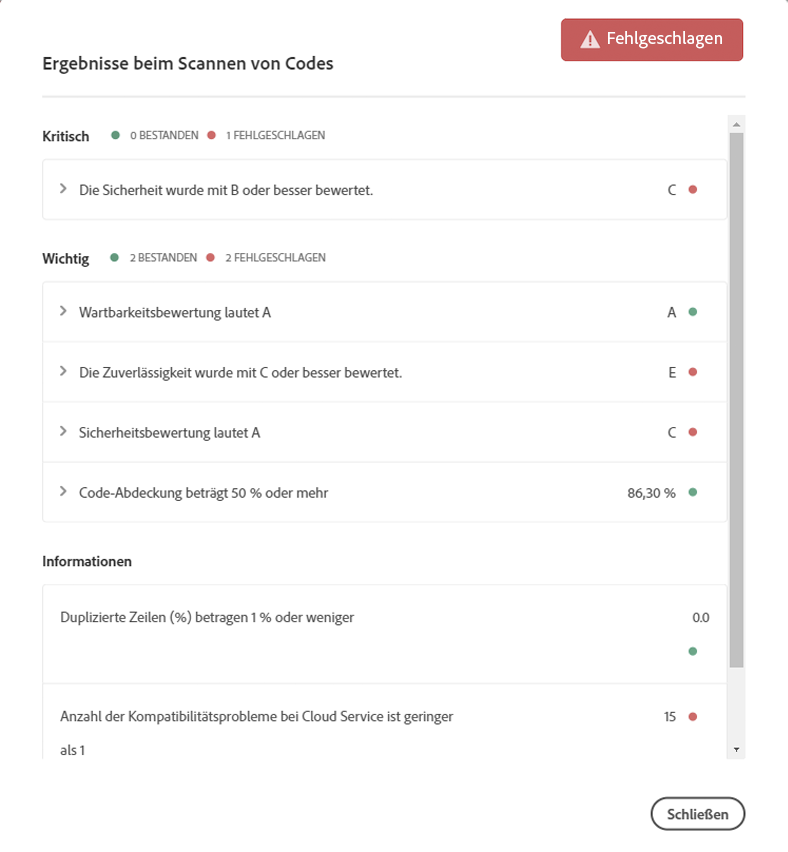 Fehlgeschlagen
Ergebnisse beim Scannen von Codes
Kritisch 0 BESTANDEN 1 FEHLGESCHLAGEN
Die Sicherheit wurde mit B oder besser bewertet. C
Wichtig 2 BESTANDEN 2 FEHLGESCHLAGEN
Wartbarkeitsbewertung lautet A A
Die Zuverlässigkeit wurde mit C oder besser bewertet. E
Sicherheitsbewertung lautet A C
Code-Abdeckung beträgt 50 % oder mehr 86,30 %
Informationen
Duplizierte Zeilen (%) betragen 1 % oder weniger 0.0
Anzahl der Kompatibilitätsprobleme bei Cloud Service ist geringer 15
als 1
Schließen